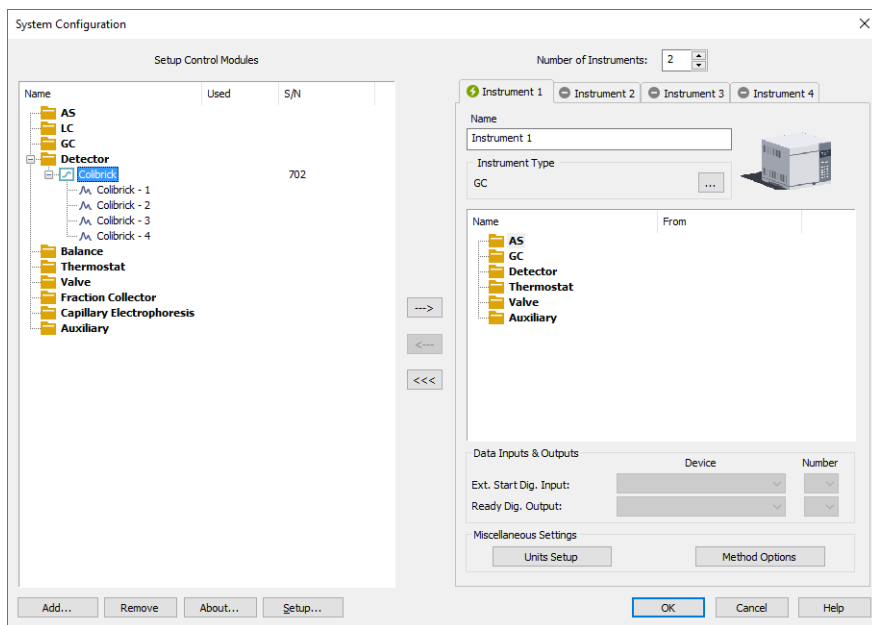 System Configuration
Setup Control Modules
Name Used S/N
AS
LC
GC
Detector
Colibrick 702
Colibrick - 1
Colibrick - 2
Colibrick - 3
Colibrick - 4
Balance
Thermostat
Valve
Fraction Collector
Capillary Electrophoresis
Auxiliary
Add... Remove About... Setup...
--->
<---
<<<
Number of Instruments: 2
Instrument 1 Instrument 2 Instrument 3 Instrument 4
Name
Instrument 1
Instrument Type
GC ...
Name From
AS
GC
Detector
Thermostat
Valve
Auxiliary
Data Inputs & Outputs
Device Number
Ext. Start Dig. Input:
Ready Dig. Output:
Miscellaneous Settings
Units Setup Method Options
OK Cancel Help